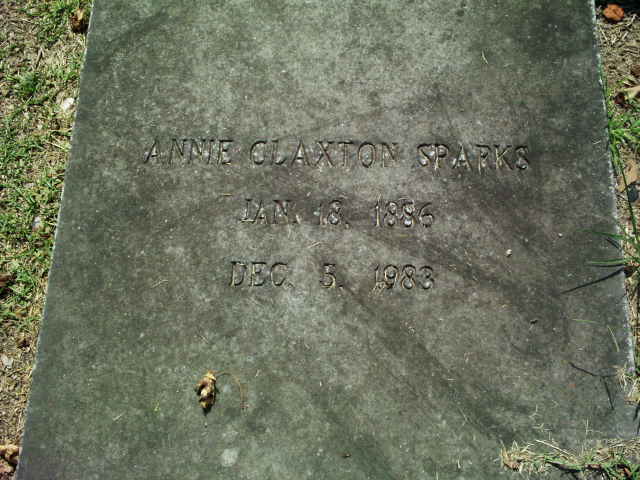 ANNIE CLAXTON SPARKS
JAN. 18. 1886
DEC. 5. 1983